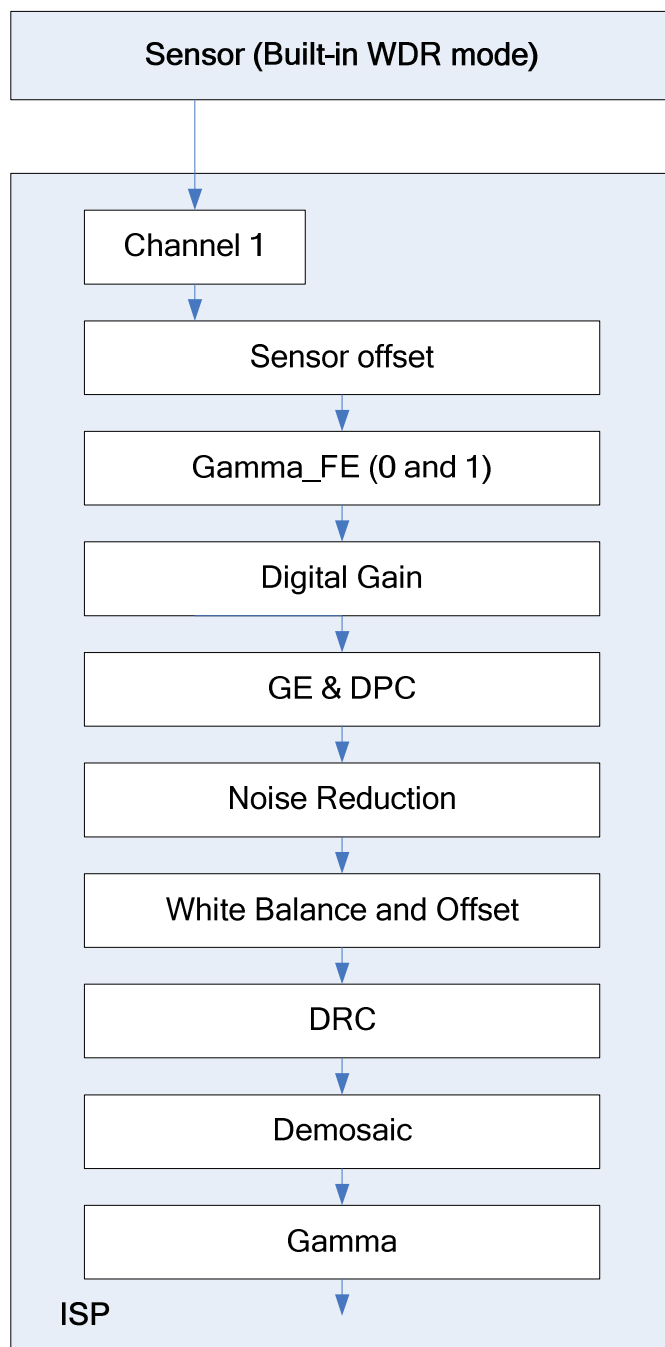 Sensor (Built-in WDR mode)
Channel 1
Sensor offset
Gamma_FE (0 and 1)
Digital Gain
GE & DPC
Noise Reduction
White Balance and Offset
DRC
Demosaic
Gamma
ISP